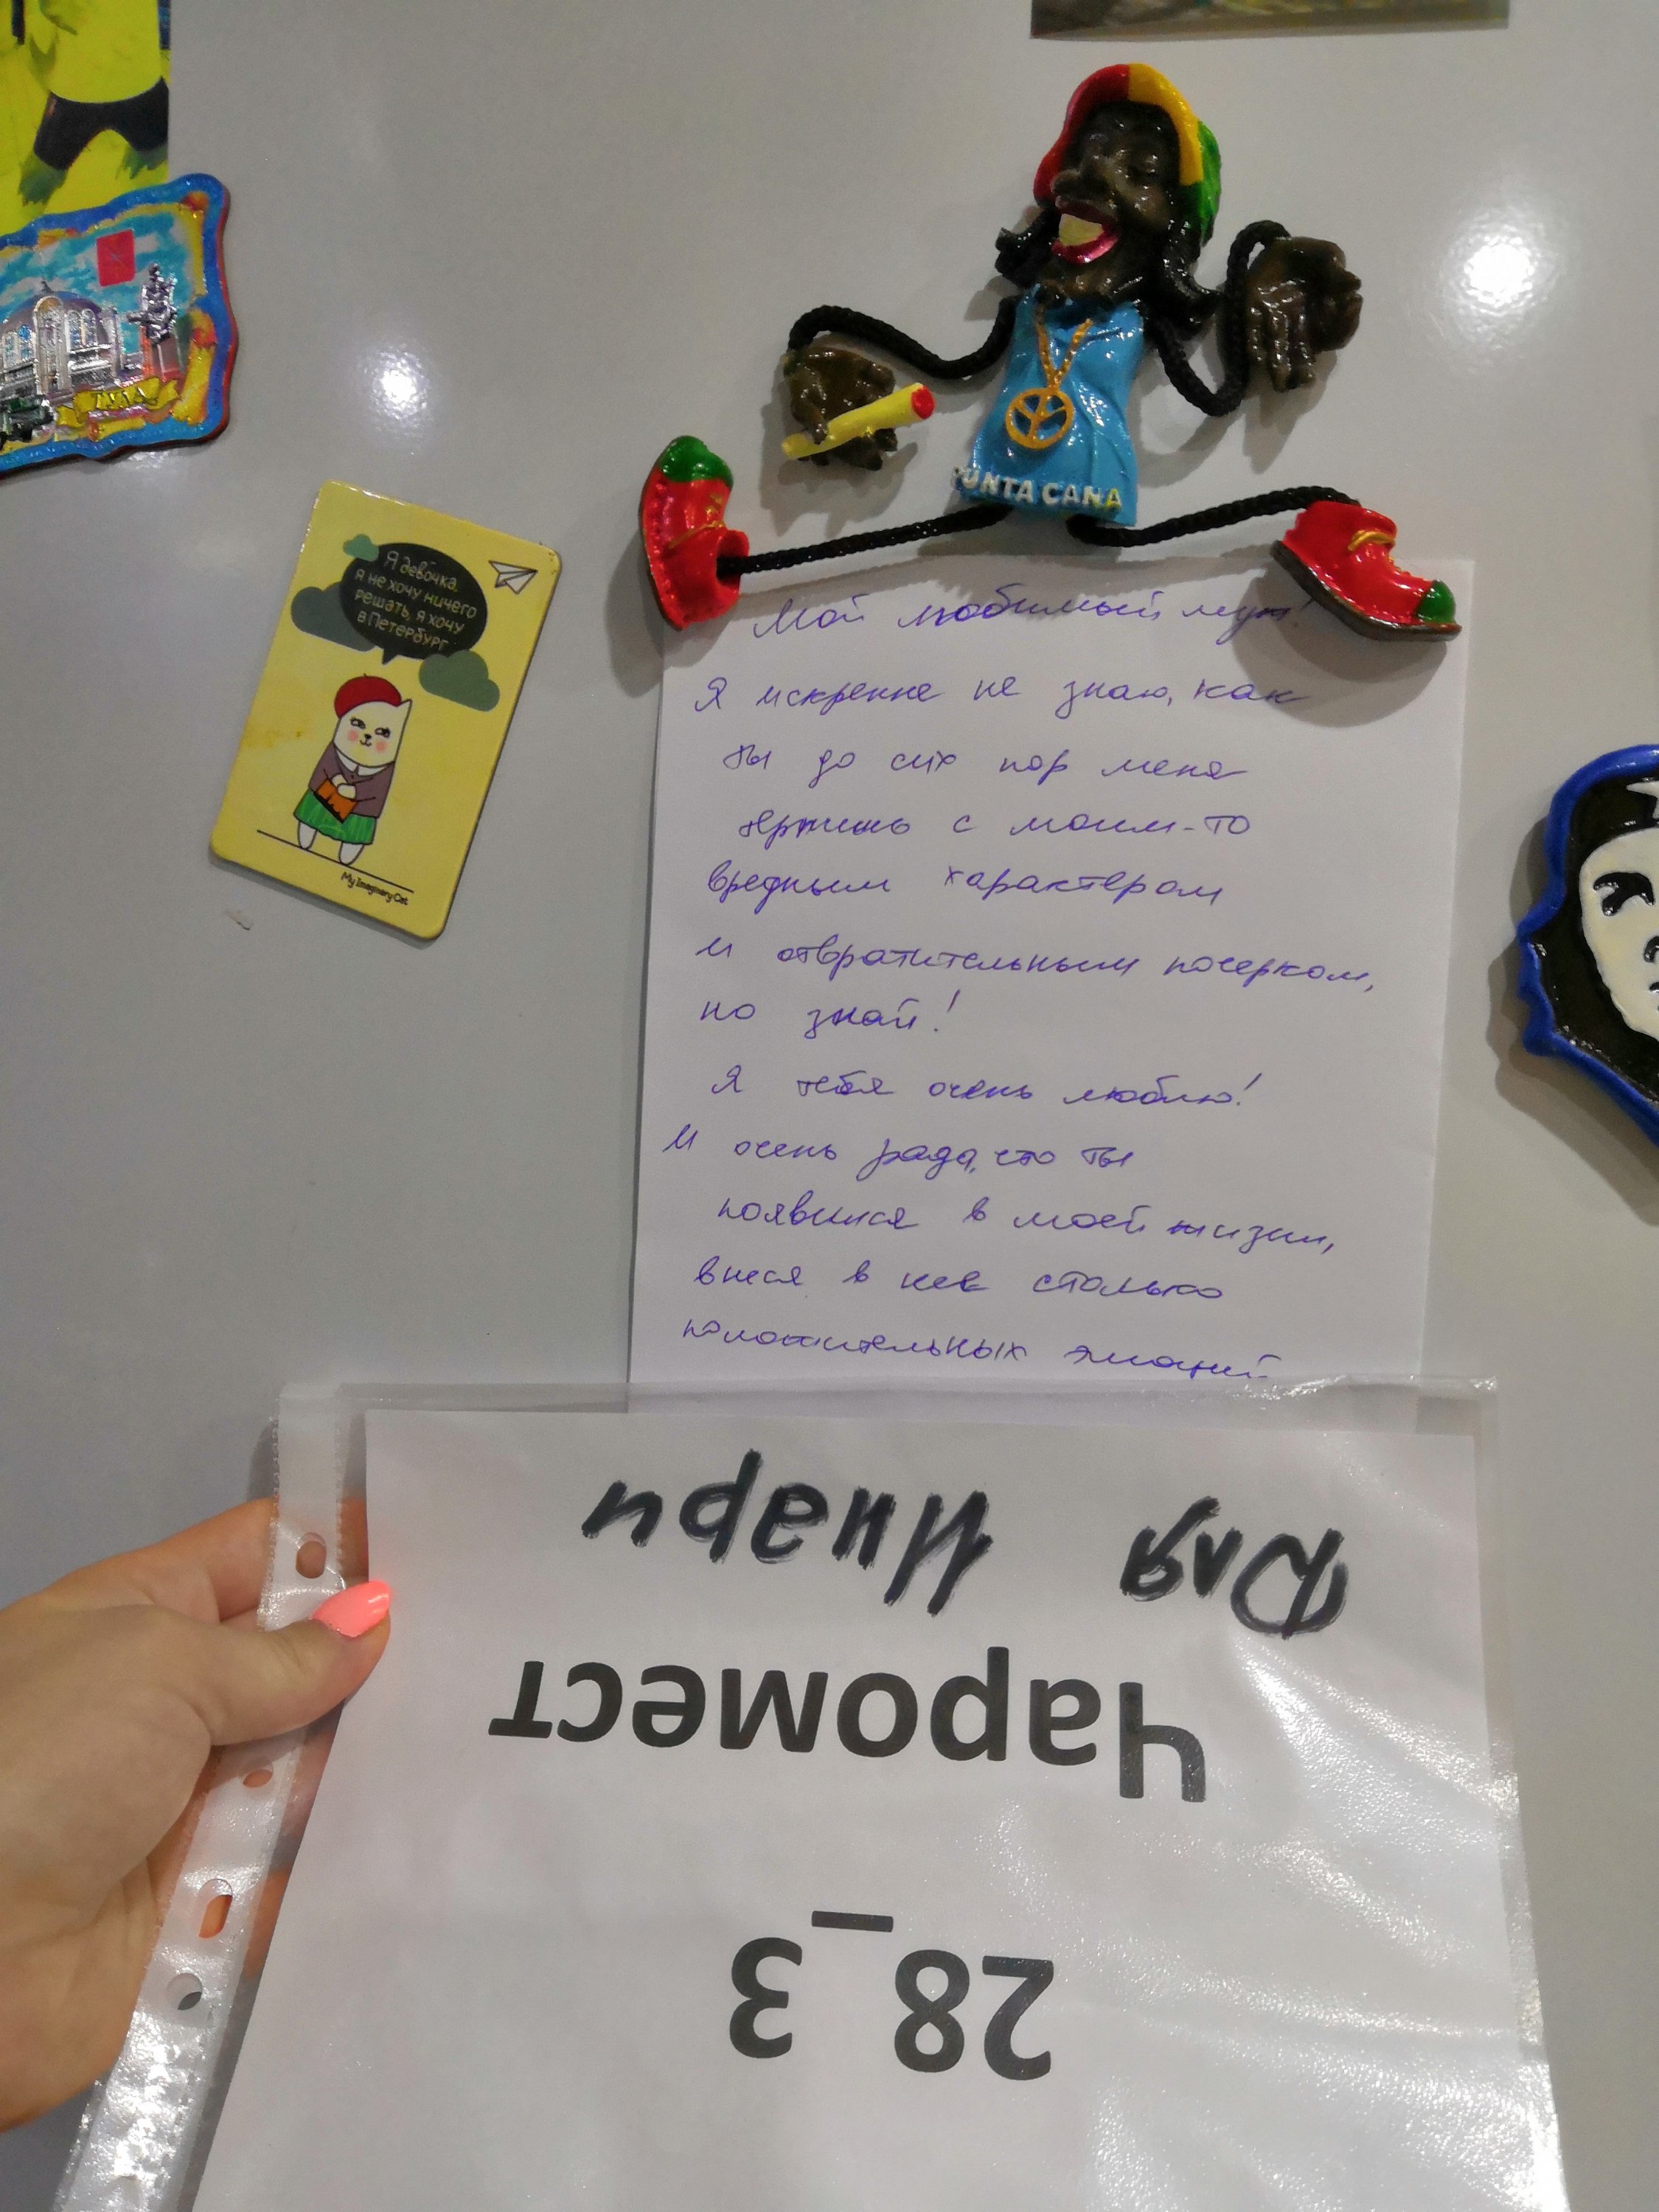 ТУЛА
Я девочка,
я не хочу ничего
решать, я хочу
в Петербург
My Imaginary Cat
PUNTA CANA
Мой любимый муж!
Я искренне не знаю, как
ты до сих пор меня
терпишь с моим-то
вредным характером
и отвратительным почерком,
но знай!
Я тебя очень люблю!
И очень рада, что ты
появился в моей жизни,
внеся в нее столько
положительных эмоций
28_3
Чаромест
Для Инари